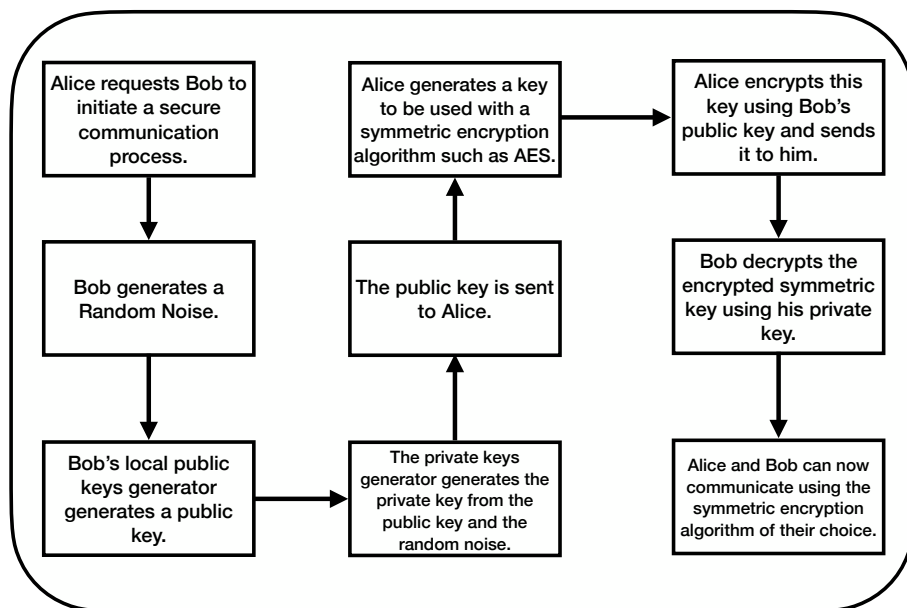 Alice requests Bob to
initiate a secure
communication
process.
Bob generates a
Random Noise.
Bob's local public
keys generator
generates a public
key.
The private keys
generator generates the
private key from the
public key and the
random noise.
The public key is sent
to Alice.
Alice generates a key
to be used with a
symmetric encryption
algorithm such as AES.
Alice encrypts this
key using Bob's
public key and sends
it to him.
Bob decrypts the
encrypted symmetric
key using his private
key.
Alice and Bob can now
communicate using the
symmetric encryption
algorithm of their choice.